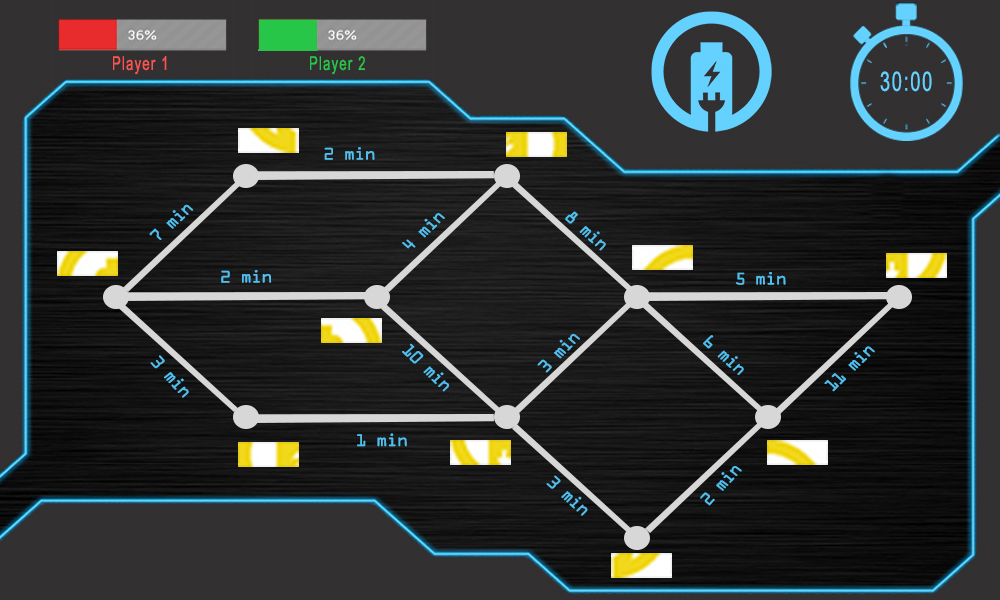 36%
36%
Player 1
Player 2
30:00
2 min
7 min
4 min
8 min
2 min
5 min
3 min
10 min
3 min
6 min
11 min
1 min
3 min
2 min